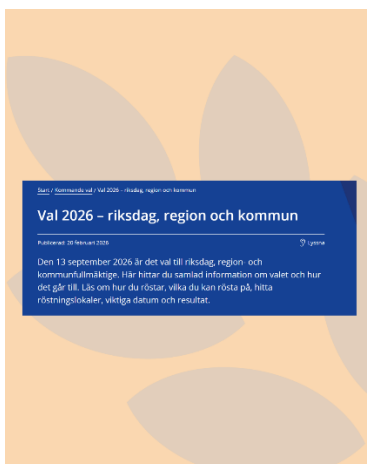 Start / Kommande val / Val 2026 – riksdag, region och kommun
Val 2026 – riksdag, region och kommun
Publicerad: 20 februari 2026
Lyssna
Den 13 september 2026 är det val till riksdag, region- och
kommunfullmäktige. Här hittar du samlad information om valet och hur
det går till. Läs om hur du röstar, vilka du kan rösta på, hitta
röstningslokaler, viktiga datum och resultat.